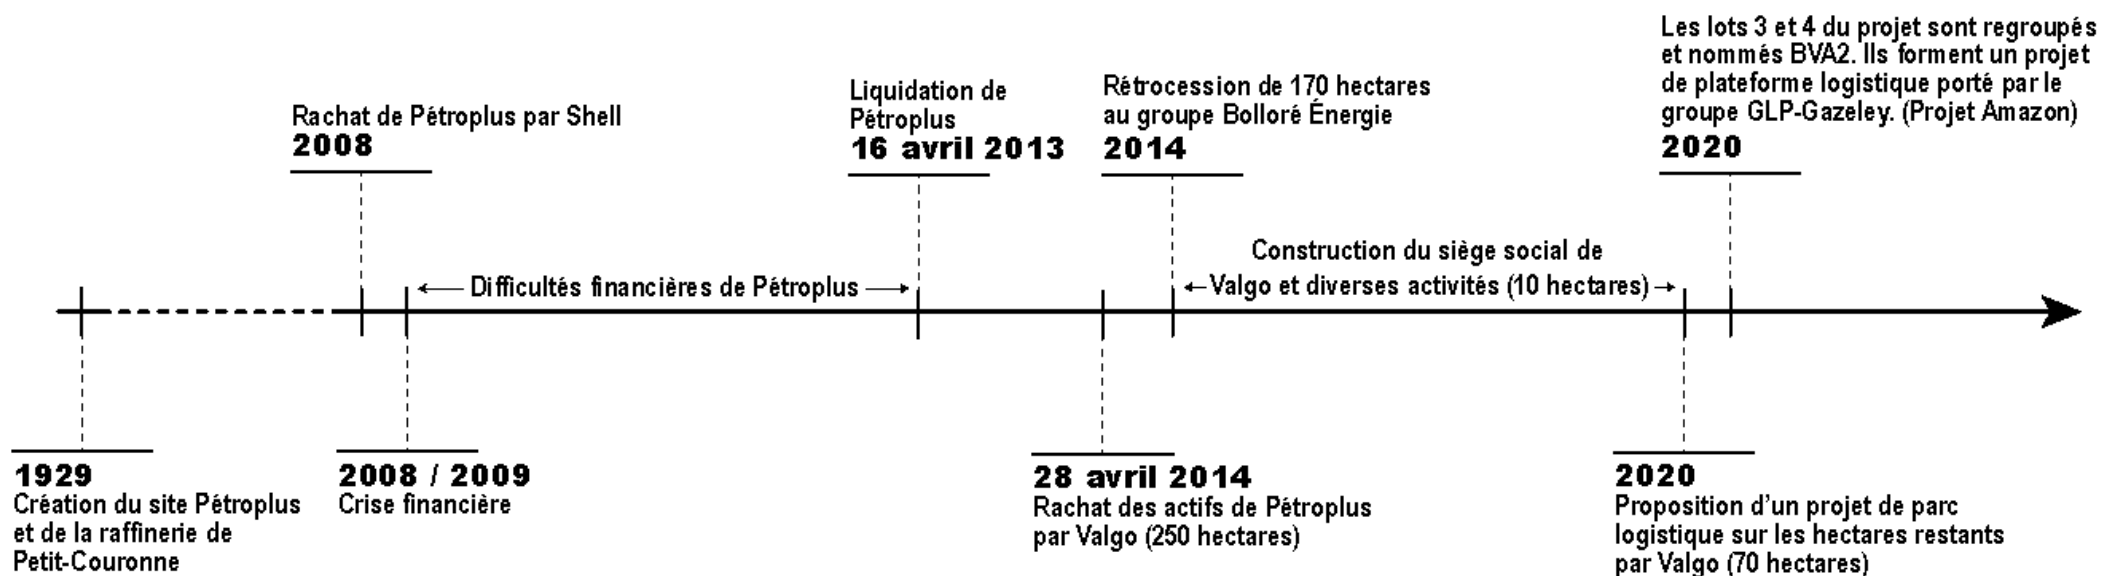 Rachat de Pétroplus par Shell
2008
Liquidation de
Pétroplus
16 avril 2013
Rétrocession de 170 hectares
au groupe Bolloré Énergie
2014
Les lots 3 et 4 du projet sont regroupés
et nommés BVA2. Ils forment un projet
de plateforme logistique porté par le
groupe GLP-Gazeley. (Projet Amazon)
2020
Difficultés financières de Pétroplus
Construction du siège social de
Valgo et diverses activités (10 hectares)
1929
Création du site Pétroplus
et de la raffinerie de
Petit-Couronne
2008 / 2009
Crise financière
28 avril 2014
Rachat des actifs de Pétroplus
par Valgo (250 hectares)
2020
Proposition d'un projet de parc
logistique sur les hectares restants
par Valgo (70 hectares)